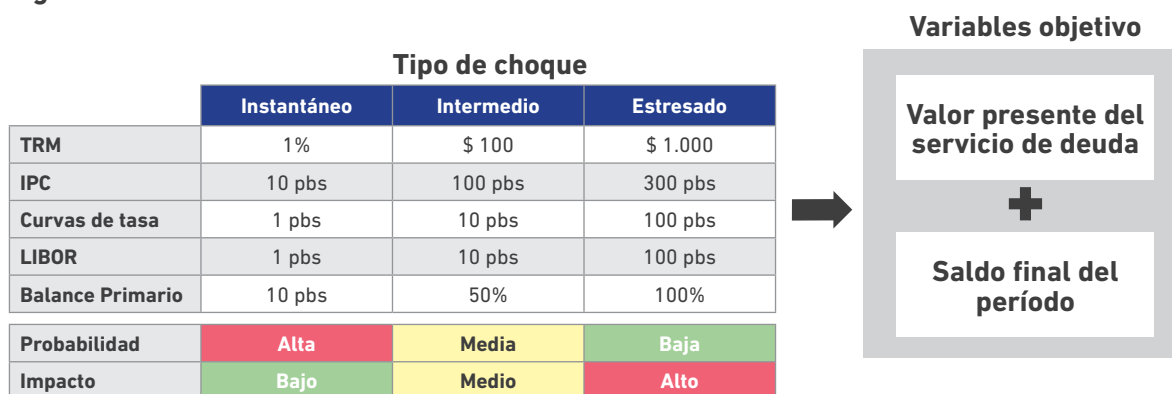 Variables objetivo
Tipo de choque
Instantáneo Intermedio Estresado
TRM 1% $ 100 $ 1.000
IPC 10 pbs 100 pbs 300 pbs
Curvas de tasa 1 pbs 10 pbs 100 pbs
LIBOR 1 pbs 10 pbs 100 pbs
Balance Primario 10 pbs 50% 100%
Probabilidad Alta Media Baja
Impacto Bajo Medio Alto
Valor presente del
servicio de deuda
Saldo final del
período